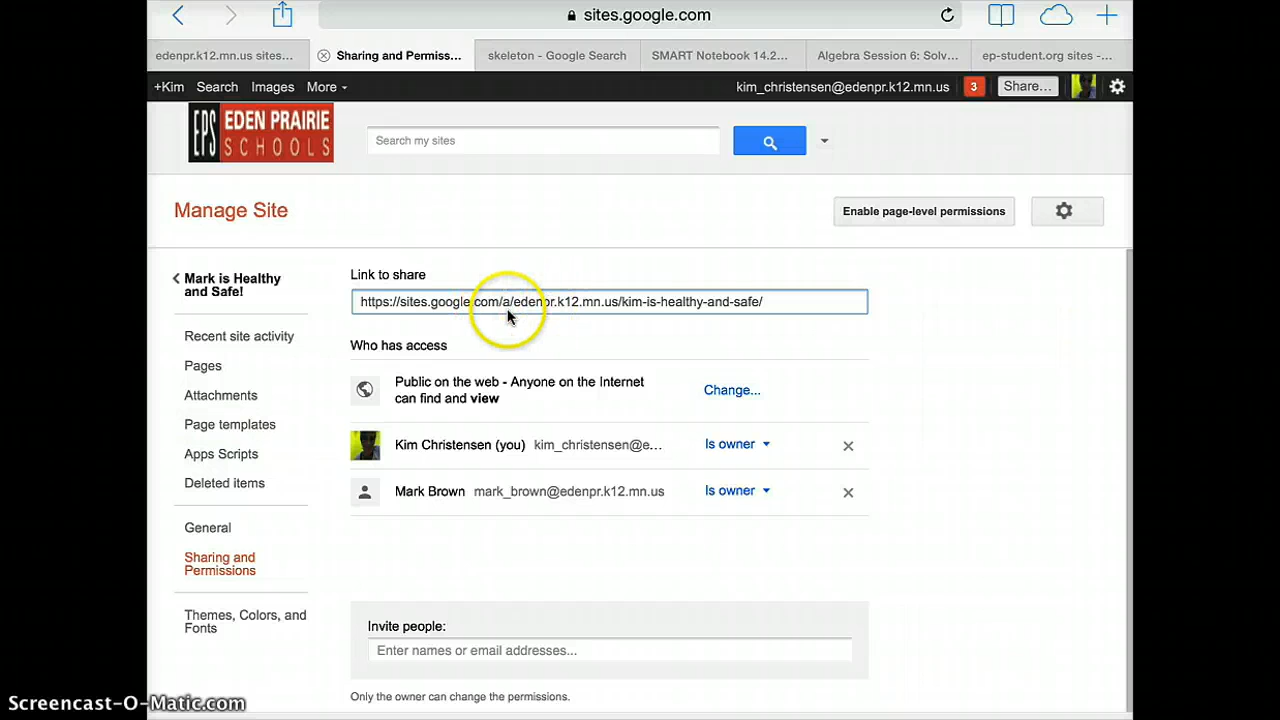 sites.google.com
edenpr.k12.mn.us sites...
Sharing and Permiss...
skeleton - Google Search
SMART Notebook 14.2...
Algebra Session 6: Solv...
ep-student.org sites -...
+Kim Search Images More
kim_christensen@edenpr.k12.mn.us 3 Share...
EPS EDEN PRAIRIE
SCHOOLS
Search my sites
Manage Site
Enable page-level permissions
Mark is Healthy
and Safe!
Recent site activity
Pages
Attachments
Page templates
Apps Scripts
Deleted items
General
Sharing and
Permissions
Themes, Colors, and
Fonts
Link to share
https://sites.google.com/a/edenpr.k12.mn.us/kim-is-healthy-and-safe/
Who has access
Public on the web - Anyone on the Internet
can find and view
Change...
Kim Christensen (you) kim_christensen@e... Is owner
Mark Brown mark_brown@edenpr.k12.mn.us Is owner
Invite people:
Enter names or email addresses...
Only the owner can change the permissions.
Screencast-O-Matic.com